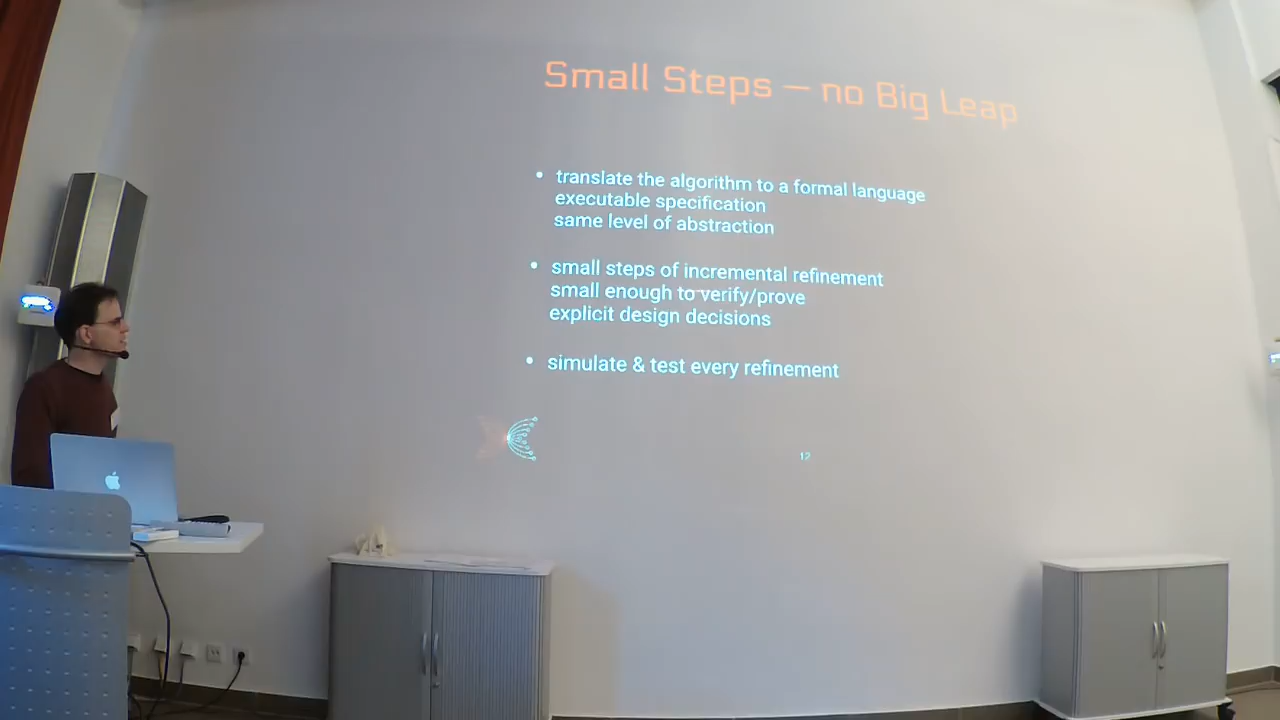 Small Steps — no Big Leap
• translate the algorithm to a formal language
executable specification
same level of abstraction
• small steps of incremental refinement
small enough to verify/prove
explicit design decisions
• simulate & test every refinement
12